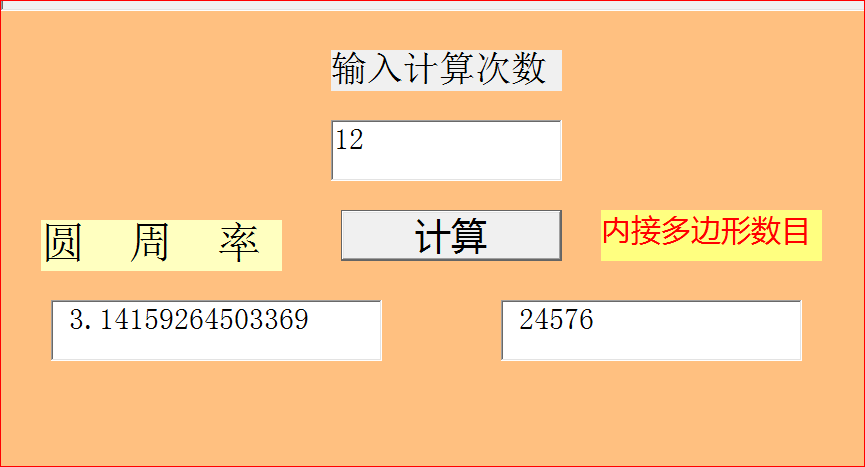 输入计算次数
12
圆 周 率
计算
内接多边形数目
3.14159264503369
24576